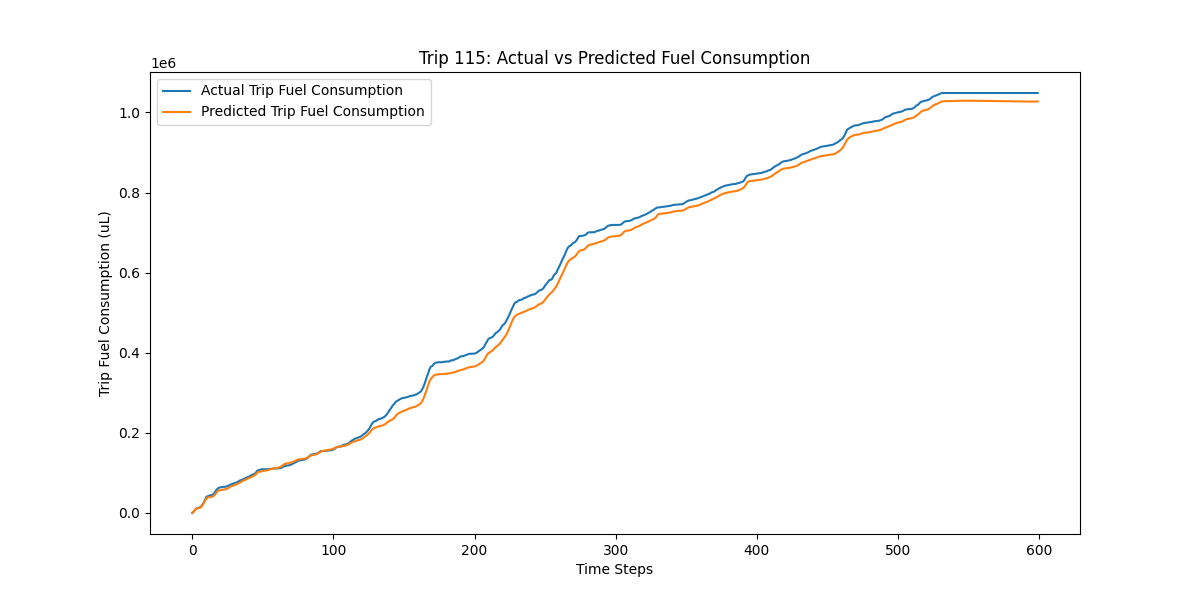 Trip 115: Actual vs Predicted Fuel Consumption
1e6
Actual Trip Fuel Consumption
Predicted Trip Fuel Consumption
1.0
0.8
0.6
0.4
0.2
0.0
Trip Fuel Consumption (uL)
0 100 200 300 400 500 600
Time Steps